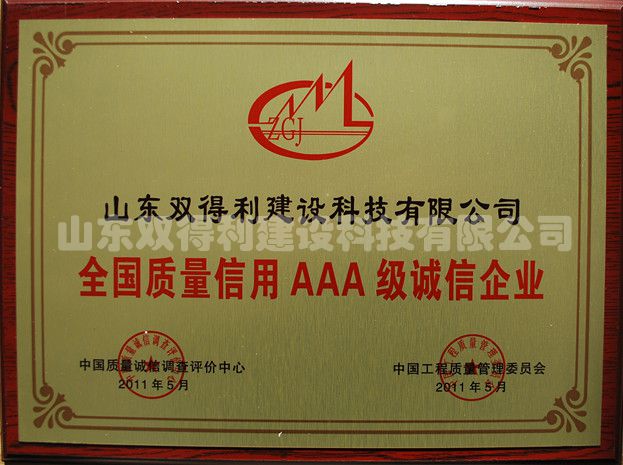 ZGJ
山东双得利建设科技有限公司
山东双得利建设科技有限公司
全国质量信用 AAA 级诚信企业
中国质量诚信调查评价中心
2011年5月
中国工程质量管理委员会
2011年5月